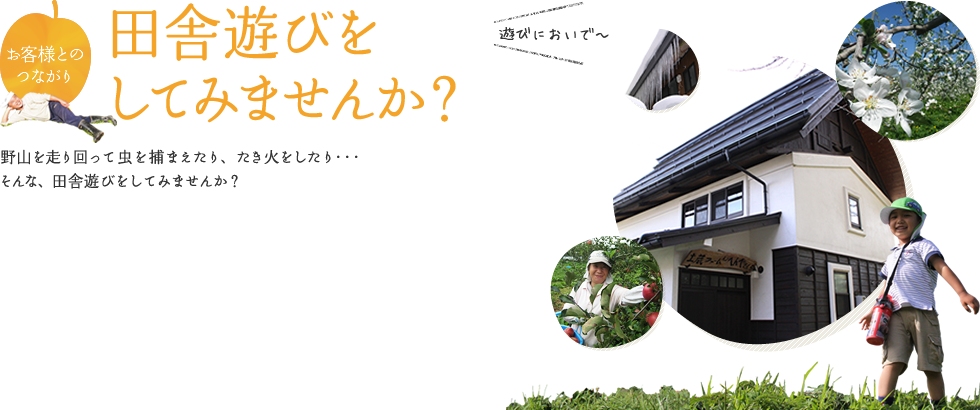 お客様との
つながり
田舎遊びを
してみませんか？
野山を走り回って虫を捕まえたり、たき火をしたり・・・
そんな、田舎遊びをしてみませんか？
遊びにおいで〜